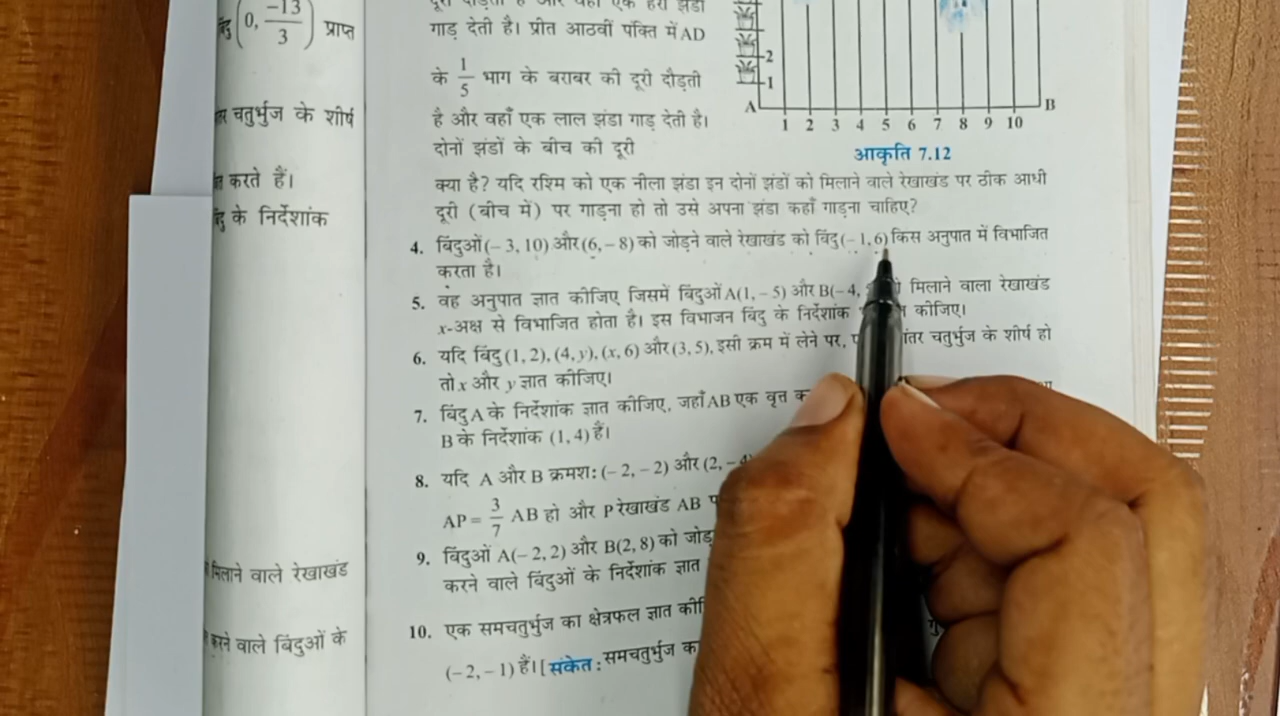 (0, -13/3) प्राप्त
चतुर्भुज के शीर्ष
करते हैं।
के निर्देशांक
मिलाने वाले रेखाखंड
करने वाले बिंदुओं के
गाड़ देती है। प्रीत आठवीं पंक्ति में AD
के 1/5 भाग के बराबर की दूरी दौड़ती
है और वहाँ एक लाल झंडा गाड़ देती है।
दोनों झंडों के बीच की दूरी
2
1
A B
1 2 3 4 5 6 7 8 9 10
आकृति 7.12
क्या है? यदि रश्मि को एक नीला झंडा इन दोनों झंडों को मिलाने वाले रेखाखंड पर ठीक आधी
दूरी (बीच में) पर गाड़ना हो तो उसे अपना झंडा कहाँ गाड़ना चाहिए?
4. बिंदुओं (– 3, 10) और (6, – 8) को जोड़ने वाले रेखाखंड को बिंदु (– 1, 6) किस अनुपात में विभाजित
करता है।
5. वह अनुपात ज्ञात कीजिए जिसमें बिंदुओं A(1, – 5) और B(– 4, मिलाने वाला रेखाखंड
x-अक्ष से विभाजित होता है। इस विभाजन बिंदु के निर्देशांक कीजिए।
6. यदि बिंदु (1, 2), (4, y), (x, 6) और (3, 5), इसी क्रम में लेने पर, चतुर्भुज के शीर्ष हो
तो x और y ज्ञात कीजिए।
7. बिंदु A के निर्देशांक ज्ञात कीजिए, जहाँ AB एक वृत्त
B के निर्देशांक (1, 4) हैं।
8. यदि A और B क्रमश: (– 2, – 2) और (2, – 4)
AP = 3/7 AB हो और P रेखाखंड AB
9. बिंदुओं A(– 2, 2) और B(2, 8) को
करने वाले बिंदुओं के निर्देशांक ज्ञात
10. एक समचतुर्भुज का क्षेत्रफल ज्ञात
(– 2, – 1) हैं। [संकेत : समचतुर्भुज